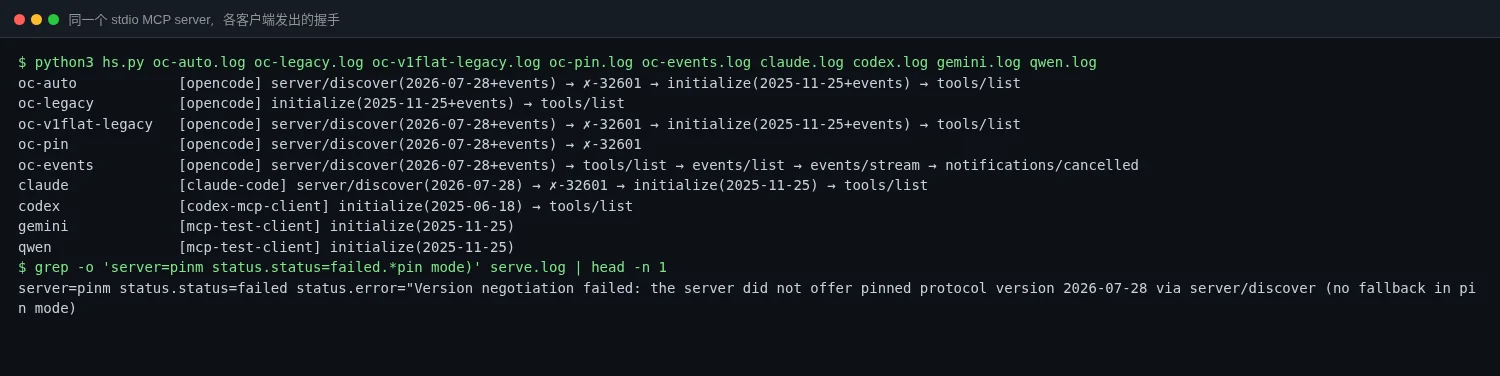 同一个 stdio MCP server，各客户端发出的握手
$ python3 hs.py oc-auto.log oc-legacy.log oc-v1flat-legacy.log oc-pin.log oc-events.log claude.log codex.log gemini.log qwen.log
oc-auto            [opencode] server/discover(2026-07-28+events) → ✗-32601 → initialize(2025-11-25+events) → tools/list
oc-legacy          [opencode] initialize(2025-11-25+events) → tools/list
oc-v1flat-legacy   [opencode] server/discover(2026-07-28+events) → ✗-32601 → initialize(2025-11-25+events) → tools/list
oc-pin             [opencode] server/discover(2026-07-28+events) → ✗-32601
oc-events          [opencode] server/discover(2026-07-28+events) → tools/list → events/list → events/stream → notifications/cancelled
claude             [claude-code] server/discover(2026-07-28) → ✗-32601 → initialize(2025-11-25) → tools/list
codex              [codex-mcp-client] initialize(2025-06-18) → tools/list
gemini             [mcp-test-client] initialize(2025-11-25)
qwen               [mcp-test-client] initialize(2025-11-25)
$ grep -o 'server=pinm status.status=failed.*pin mode)' serve.log | head -n 1
server=pinm status.status=failed status.error="Version negotiation failed: the server did not offer pinned protocol version 2026-07-28 via server/discover (no fallback in pi
n mode)